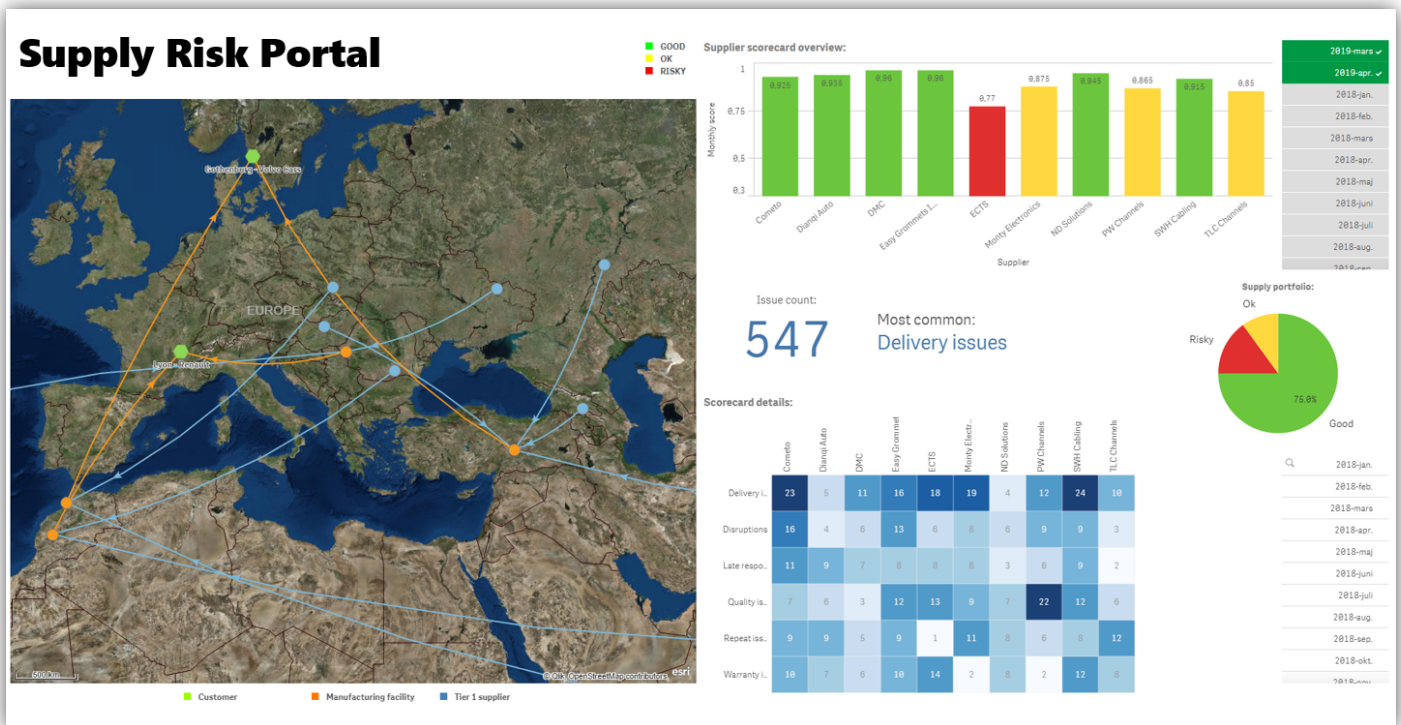 Supply Risk Portal
GOOD
OK
RISKY
Supplier scorecard overview:
Monthly score
1
0,75
0,5
0,3
0,925
0,935
0,96
0,96
0,77
0,875
0,945
0,865
0,915
0,85
Cometo
Dianqi Auto
DMC
Easy Grommets I...
ECTS
Monty Electronics
ND Solutions
PW Channels
SWH Cabling
TLC Channels
Supplier
2019-mars
2019-apr.
2018-jan.
2018-feb.
2018-mars
2018-apr.
2018-maj
2018-juni
2018-juli
2018-aug.
2018-sep.
Gothenburg - Volvo Cars
EUROPE
Lyon - Renault
500 km
© Qlik, OpenStreetMap contributors,
esri
Customer
Manufacturing facility
Tier 1 supplier
Issue count:
547
Most common:
Delivery issues
Supply portfolio:
Ok
Risky
75.0%
Good
Scorecard details:
Cometo
Dianqi Auto
DMC
Easy Grommet
ECTS
Monty Electr..
ND Solutions
PW Channels
SWH Cabling
TLC Channels
Delivery i.. 23 5 11 16 18 19 4 12 24 10
Disruptions 16 4 6 13 6 8 6 9 9 3
Late respo.. 11 9 7 8 8 8 3 6 9 2
Quality is.. 7 6 3 12 13 9 7 22 12 6
Repeat iss.. 9 9 5 9 1 11 8 6 8 12
Warranty i.. 10 7 6 10 14 2 8 2 12 8
2018-jan.
2018-feb.
2018-mars
2018-apr.
2018-maj
2018-juni
2018-juli
2018-aug.
2018-sep.
2018-okt.
2018-nov.